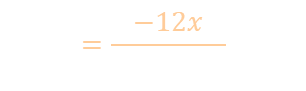 = −12x